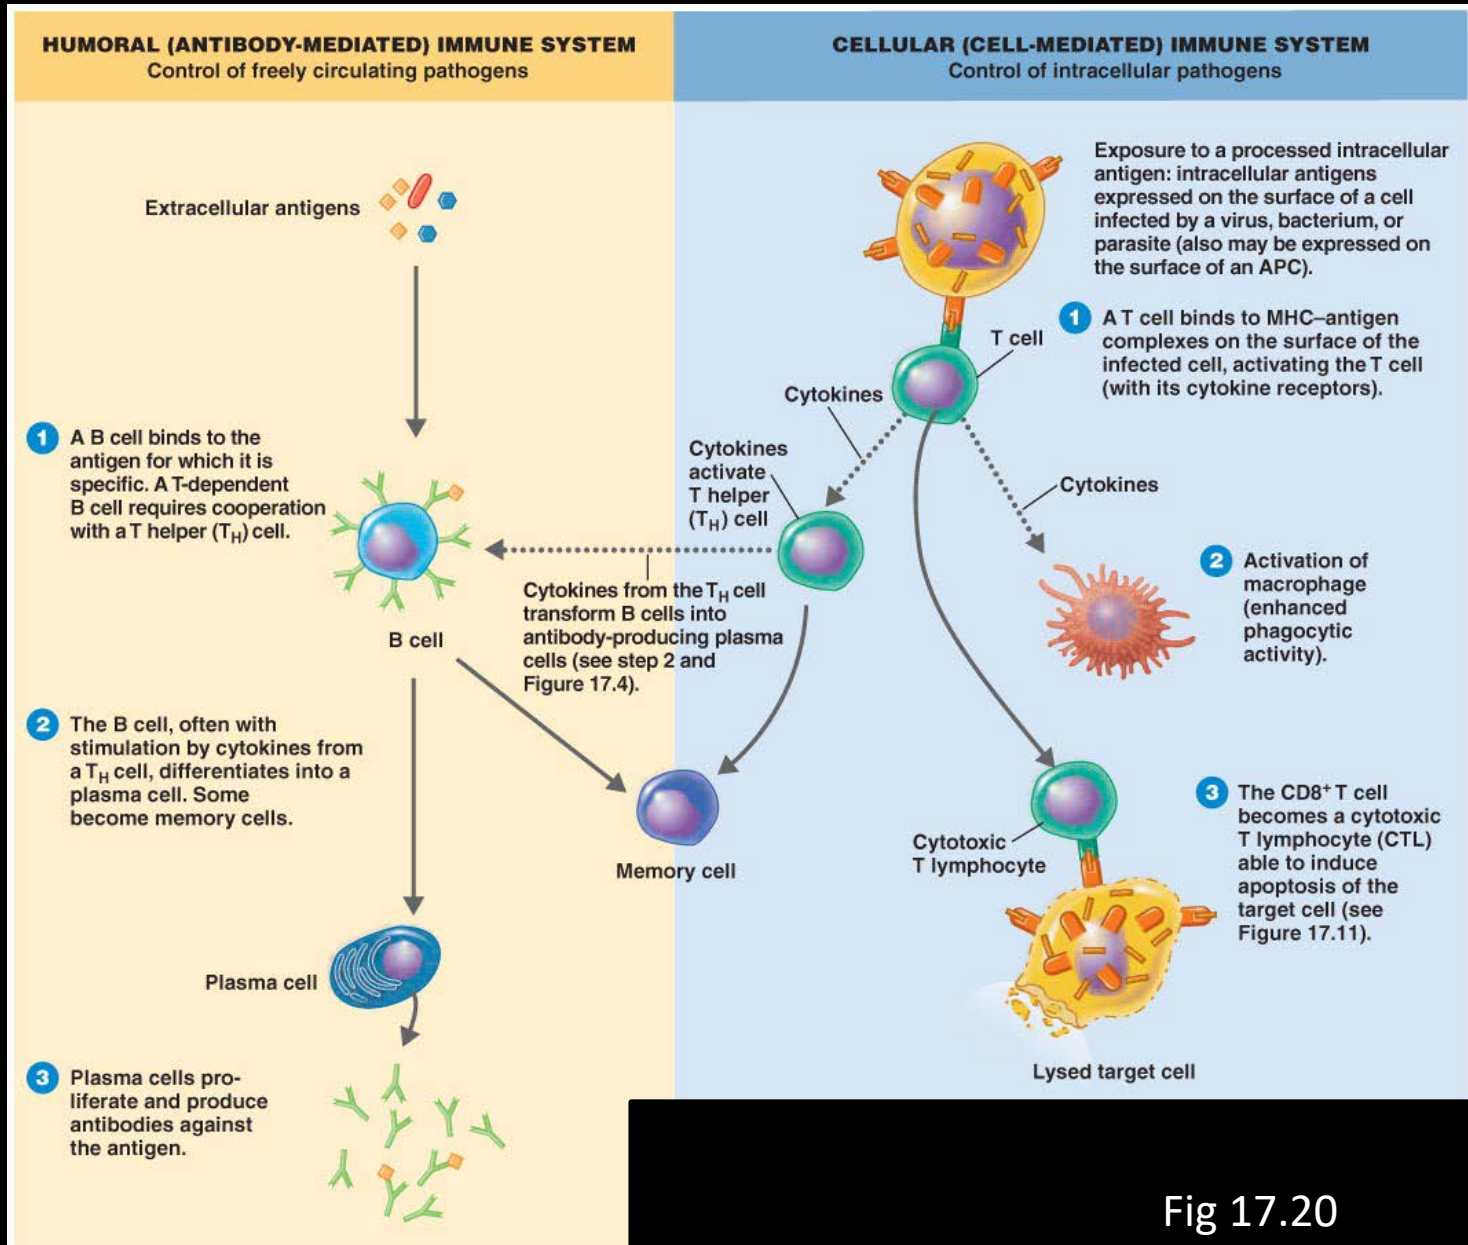 HUMORAL (ANTIBODY-MEDIATED) IMMUNE SYSTEM
Control of freely circulating pathogens
Extracellular antigens
1 A B cell binds to the
antigen for which it is
specific. A T-dependent
B cell requires cooperation
with a T helper (TH) cell.
B cell
2 The B cell, often with
stimulation by cytokines from
a TH cell, differentiates into a
plasma cell. Some
become memory cells.
Plasma cell
3 Plasma cells pro-
liferate and produce
antibodies against
the antigen.
CELLULAR (CELL-MEDIATED) IMMUNE SYSTEM
Control of intracellular pathogens
Exposure to a processed intracellular
antigen: intracellular antigens
expressed on the surface of a cell
infected by a virus, bacterium, or
parasite (also may be expressed on
the surface of an APC).
1 A T cell binds to MHC–antigen
complexes on the surface of the
infected cell, activating the T cell
(with its cytokine receptors).
T cell
Cytokines
Cytokines
activate
T helper
(TH) cell
Cytokines
Cytokines from the TH cell
transform B cells into
antibody-producing plasma
cells (see step 2 and
Figure 17.4).
2 Activation of
macrophage
(enhanced
phagocytic
activity).
Memory cell
Cytotoxic
T lymphocyte
3 The CD8+ T cell
becomes a cytotoxic
T lymphocyte (CTL)
able to induce
apoptosis of the
target cell (see
Figure 17.11).
Lysed target cell
Fig 17.20